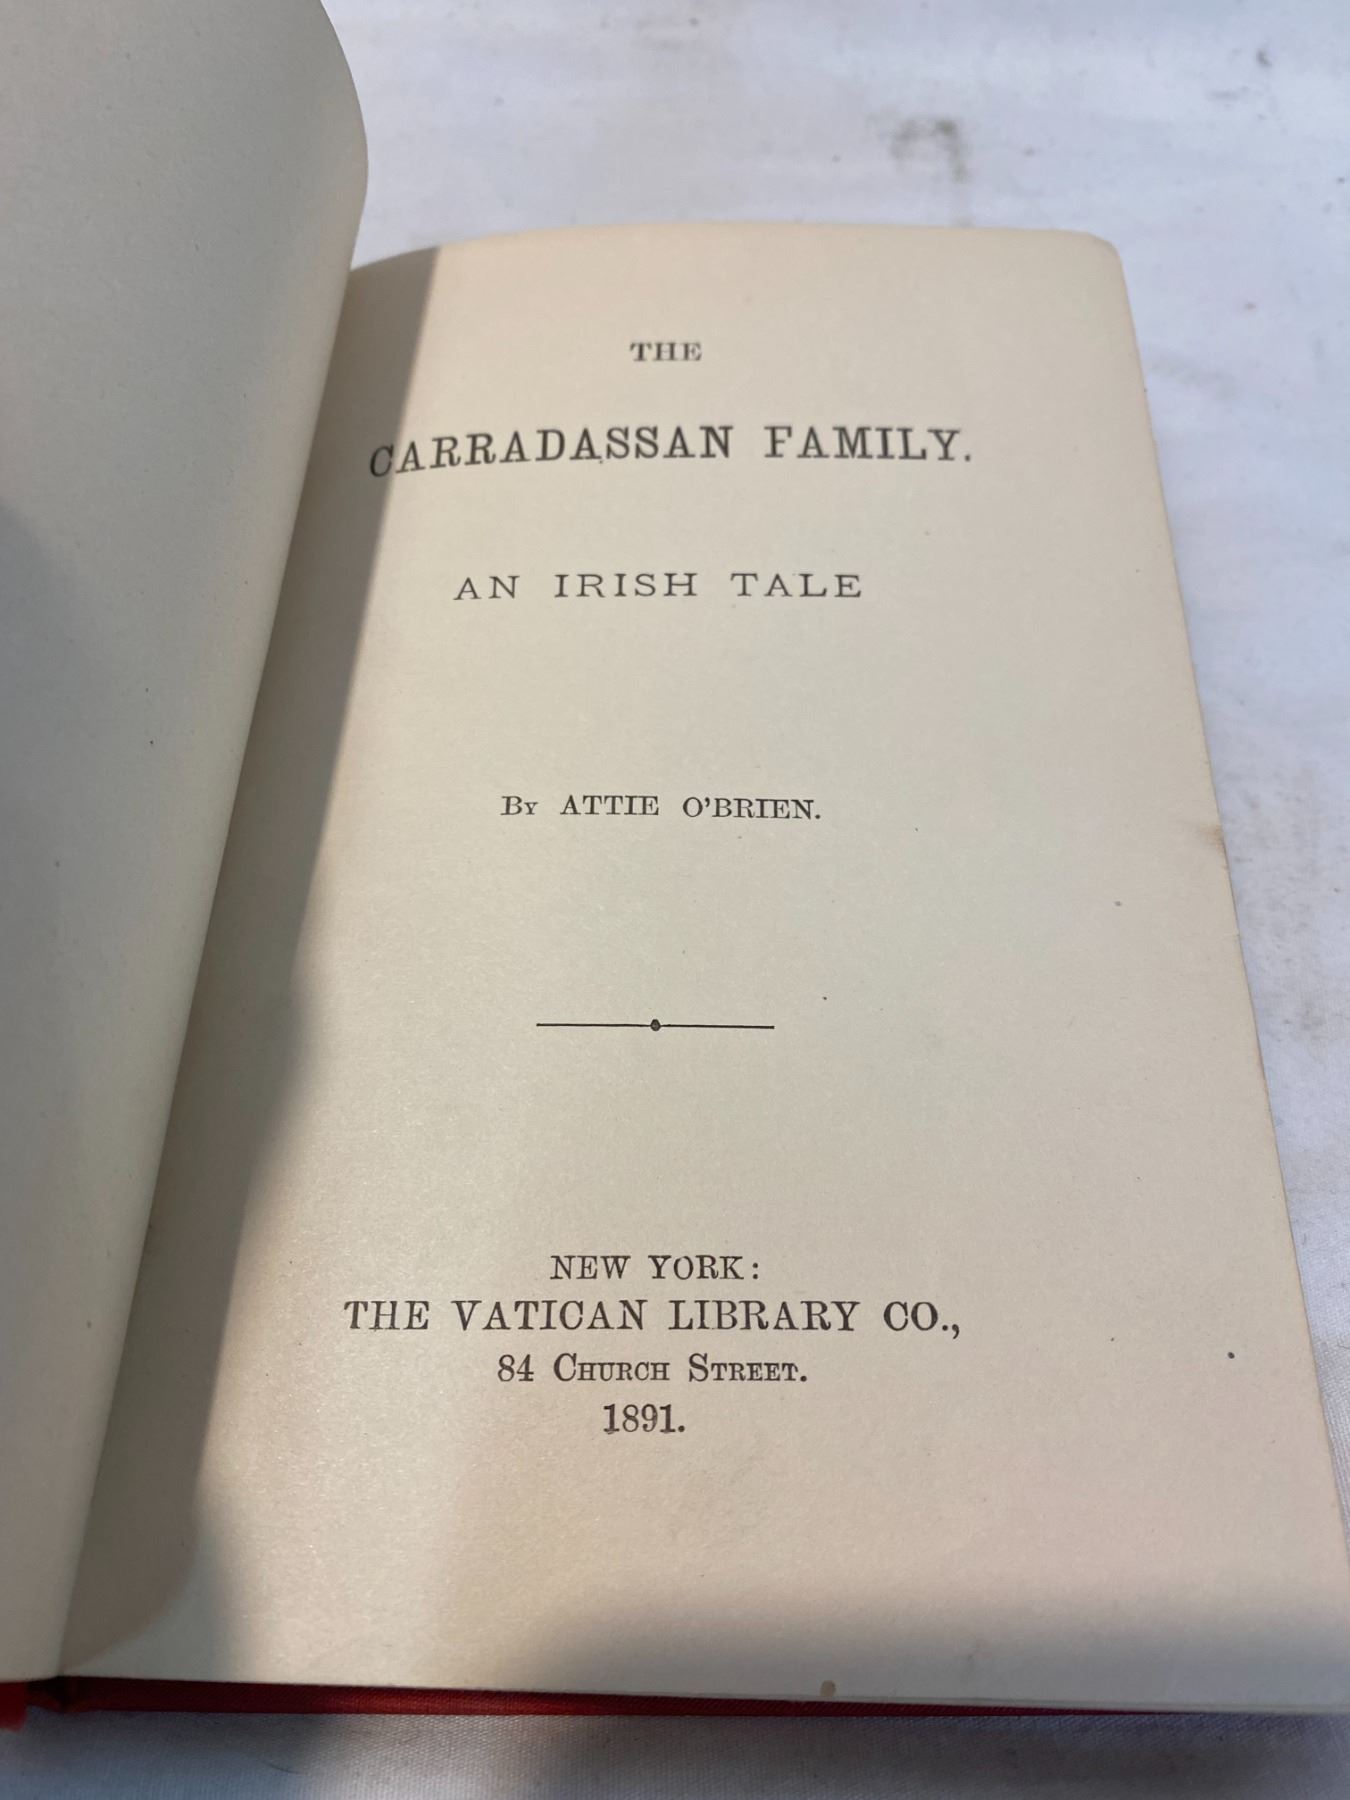 THE
CARRADASSAN FAMILY.
AN IRISH TALE
By ATTIE O'BRIEN.
NEW YORK:
THE VATICAN LIBRARY CO.,
84 Church Street.
1891.